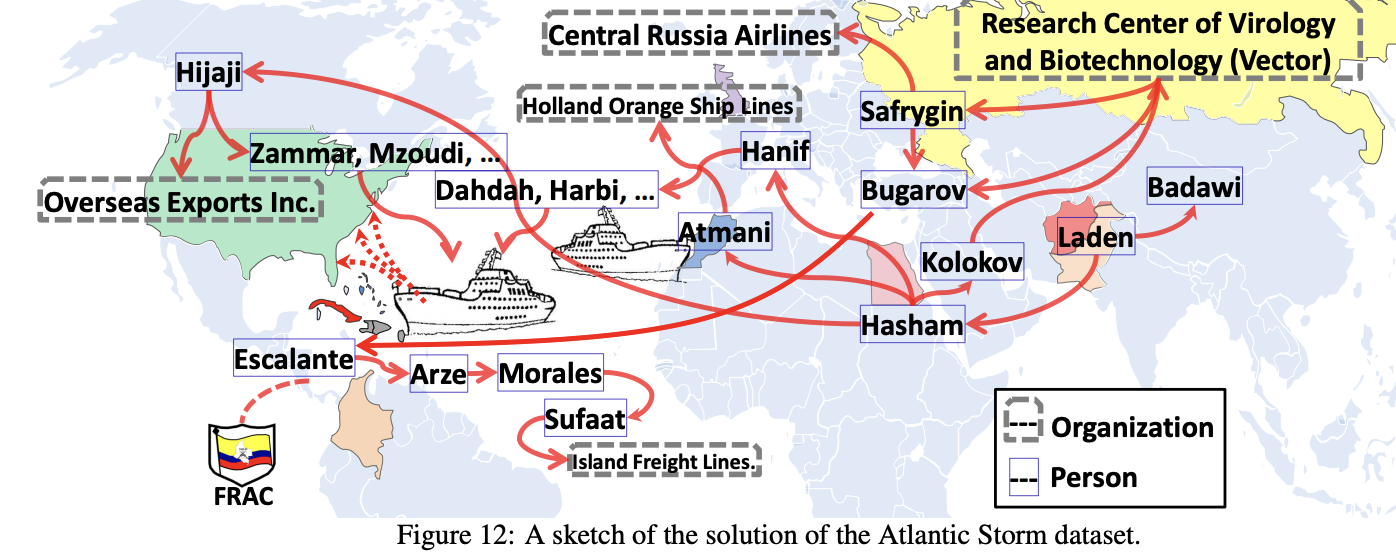 Central Russia Airlines
Research Center of Virology
and Biotechnology (Vector)
Hijaji
Holland Orange Ship Lines
Safrygin
Zammar, Mzoudi, ...
Hanif
Dahdah, Harbi, ...
Bugarov
Badawi
Overseas Exports Inc.
Atmani
Laden
Kolokov
Hasham
Escalante
Arze
Morales
Sufaat
Island Freight Lines.
FRAC
--- Organization
--- Person
Figure 12: A sketch of the solution of the Atlantic Storm dataset.